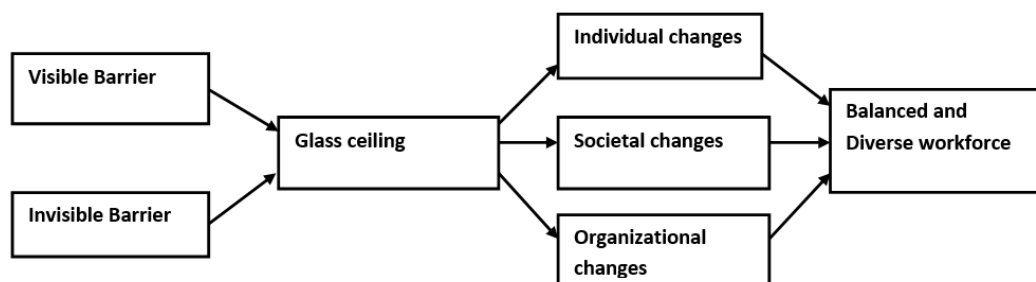 Visible Barrier
Invisible Barrier
Glass ceiling
Individual changes
Societal changes
Organizational
changes
Balanced and
Diverse workforce